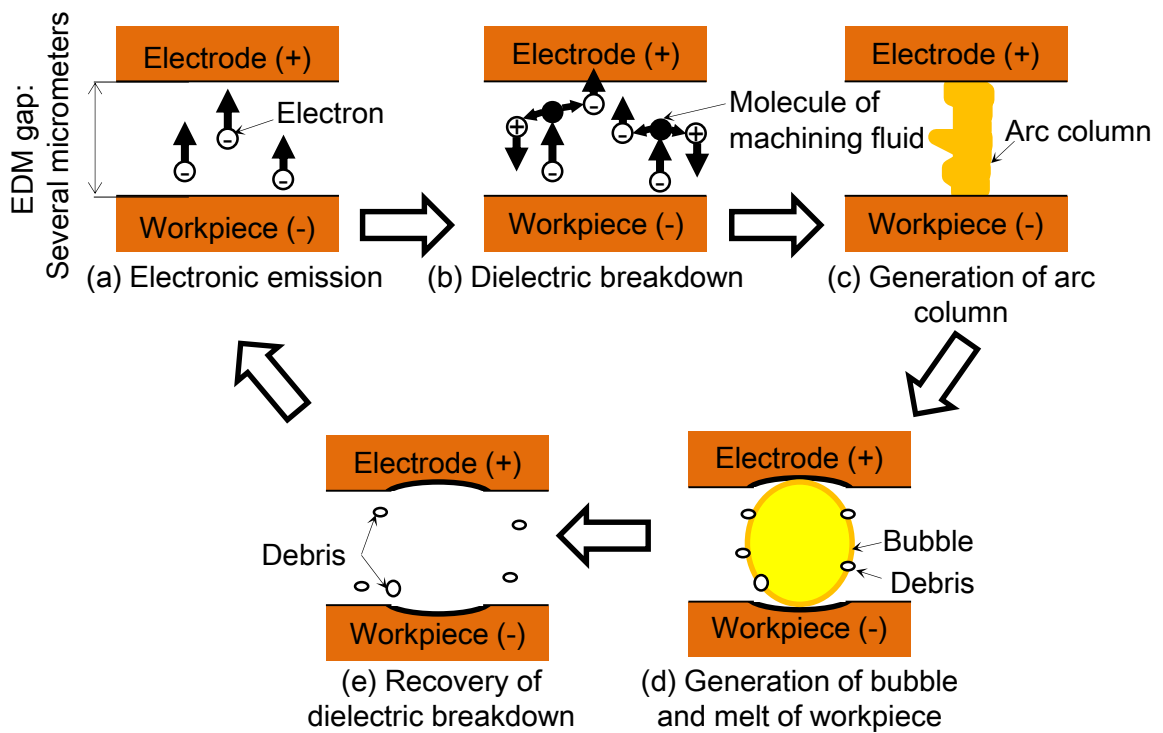 EDM gap:
Several micrometers
Electrode (+)
Electron
-
-
-
Workpiece (-)
(a) Electronic emission
Electrode (+)
Molecule of
machining fluid
+
-
-
+
-
-
Workpiece (-)
(b) Dielectric breakdown
Electrode (+)
Arc column
Workpiece (-)
(c) Generation of arc
column
Electrode (+)
Debris
Workpiece (-)
(e) Recovery of
dielectric breakdown
Electrode (+)
Bubble
Debris
Workpiece (-)
(d) Generation of bubble
and melt of workpiece